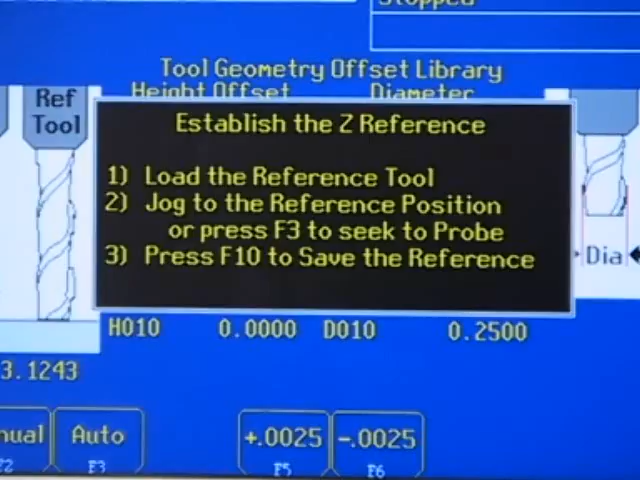 Stopped
Tool Geometry Offset Library
Height Offset Diameter
Ref
Tool
Establish the Z Reference
1) Load the Reference Tool
2) Jog to the Reference Position
or press F3 to seek to Probe
3) Press F10 to Save the Reference
Dia
H010 0.0000 D010 0.2500
3.1243
nual Auto +.0025 -.0025
F2 F3 F5 F6